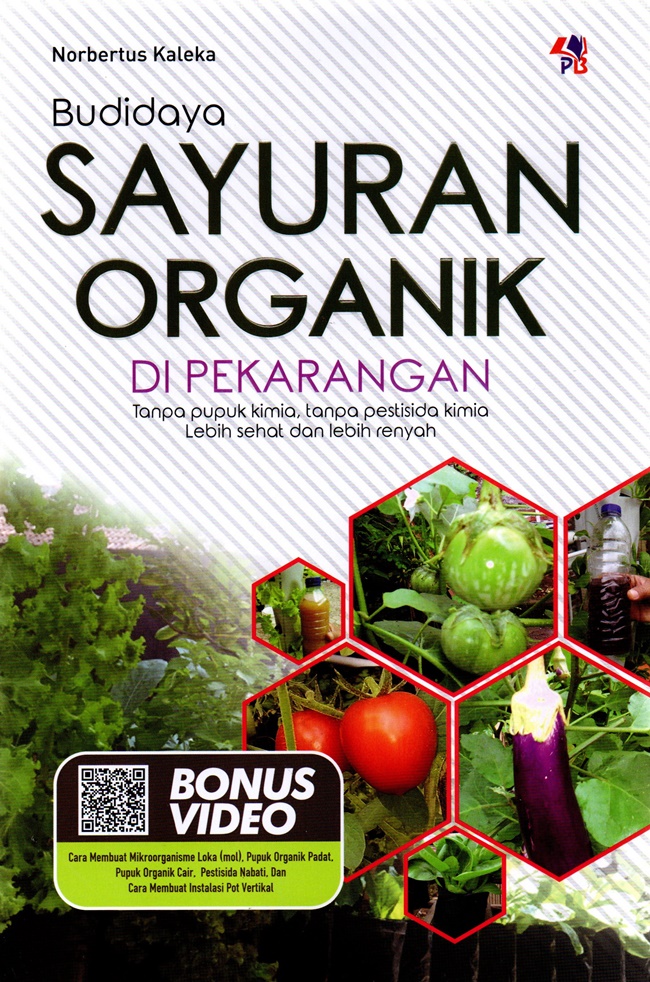 Norbertus Kaleka
PB
Budidaya
SAYURAN
ORGANIK
DI PEKARANGAN
Tanpa pupuk kimia, tanpa pestisida kimia
Lebih sehat dan lebih renyah
BONUS
VIDEO
Cara Membuat Mikroorganisme Loka (mol), Pupuk Organik Padat,
Pupuk Organik Cair, Pestisida Nabati, Dan
Cara Membuat Instalasi Pot Vertikal